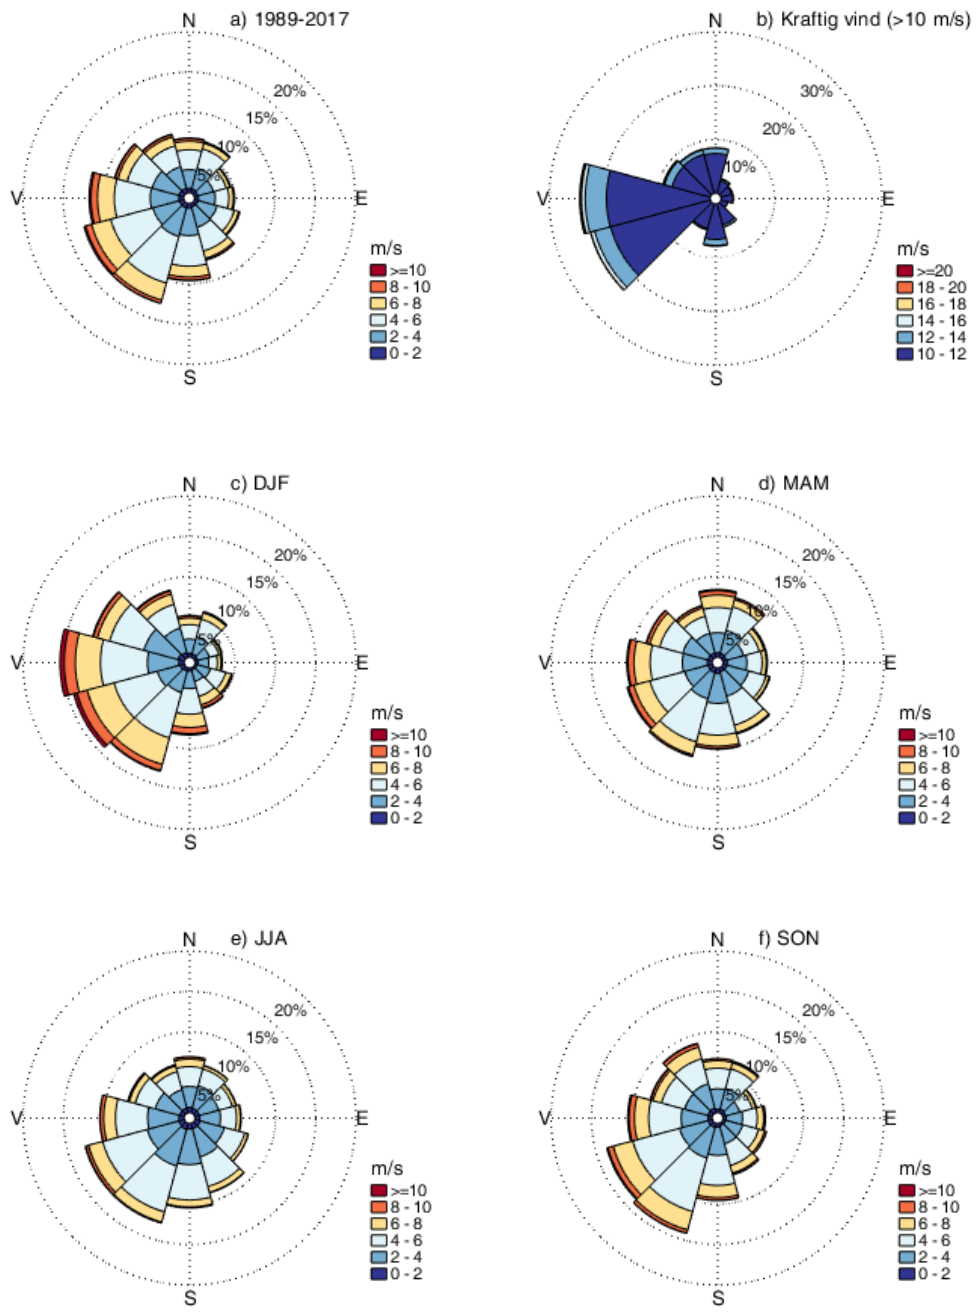 a) 1989-2017
N
20%
15%
10%
5%
V
E
S
m/s
>=10
8 - 10
6 - 8
4 - 6
2 - 4
0 - 2
b) Kraftig vind (>10 m/s)
N
30%
20%
10%
V
E
S
m/s
>=20
18 - 20
16 - 18
14 - 16
12 - 14
10 - 12
c) DJF
N
20%
15%
10%
5%
V
E
S
m/s
>=10
8 - 10
6 - 8
4 - 6
2 - 4
0 - 2
d) MAM
N
20%
15%
10%
5%
V
E
S
m/s
>=10
8 - 10
6 - 8
4 - 6
2 - 4
0 - 2
e) JJA
N
20%
15%
10%
5%
V
E
S
m/s
>=10
8 - 10
6 - 8
4 - 6
2 - 4
0 - 2
f) SON
N
20%
15%
10%
5%
V
E
S
m/s
>=10
8 - 10
6 - 8
4 - 6
2 - 4
0 - 2